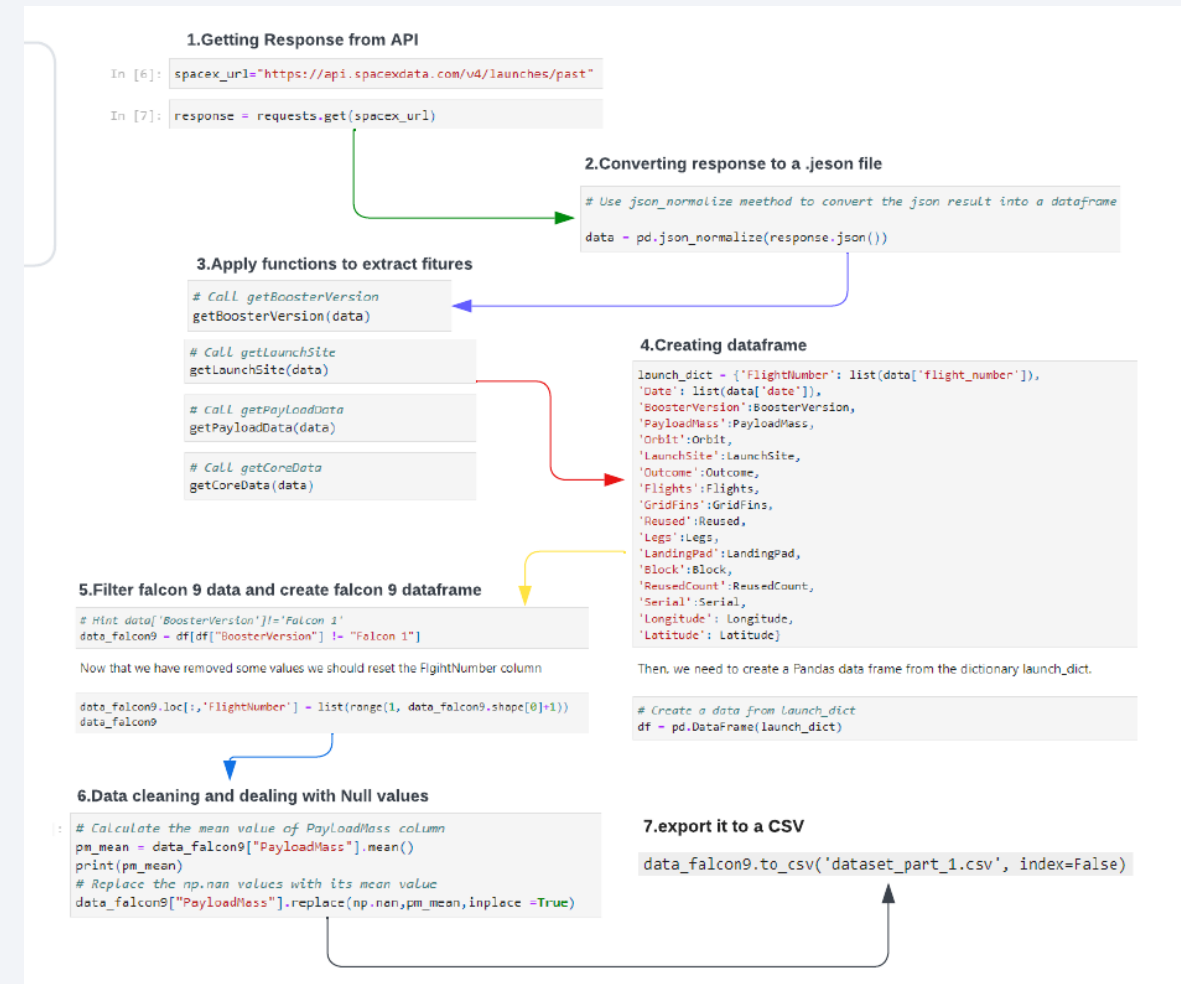 1.Getting Response from API
In [6]: spacex_url="https://api.spacexdata.com/v4/launches/past"
In [7]: response = requests.get(spacex_url)
2.Converting response to a .jeson file
# Use json_normalize meethod to convert the json result into a dataframe
data = pd.json_normalize(response.json())
3.Apply functions to extract fitures
# Call getBoosterVersion
getBoosterVersion(data)
# Call getLaunchSite
getLaunchSite(data)
# Call getPayloadData
getPayloadData(data)
# Call getCoreData
getCoreData(data)
4.Creating dataframe
launch_dict = {'FlightNumber': list(data['flight_number']),
'Date': list(data['date']),
'BoosterVersion':BoosterVersion,
'PayloadMass':PayloadMass,
'Orbit':Orbit,
'LaunchSite':LaunchSite,
'Outcome':Outcome,
'Flights':Flights,
'GridFins':GridFins,
'Reused':Reused,
'Legs':Legs,
'LandingPad':LandingPad,
'Block':Block,
'ReusedCount':ReusedCount,
'Serial':Serial,
'Longitude': Longitude,
'Latitude': Latitude}
Then, we need to create a Pandas data frame from the dictionary launch_dict.
# Create a data from launch_dict
df = pd.DataFrame(launch_dict)
5.Filter falcon 9 data and create falcon 9 dataframe
# Hint data['BoosterVersion']!='Falcon 1'
data_falcon9 = df[df["BoosterVersion"] != "Falcon 1"]
Now that we have removed some values we should reset the FlgihtNumber column
data_falcon9.loc[:,'FlightNumber'] = list(range(1, data_falcon9.shape[0]+1))
data_falcon9
6.Data cleaning and dealing with Null values
# Calculate the mean value of PayloadMass column
pm_mean = data_falcon9["PayloadMass"].mean()
print(pm_mean)
# Replace the np.nan values with its mean value
data_falcon9["PayloadMass"].replace(np.nan,pm_mean,inplace =True)
7.export it to a CSV
data_falcon9.to_csv('dataset_part_1.csv', index=False)